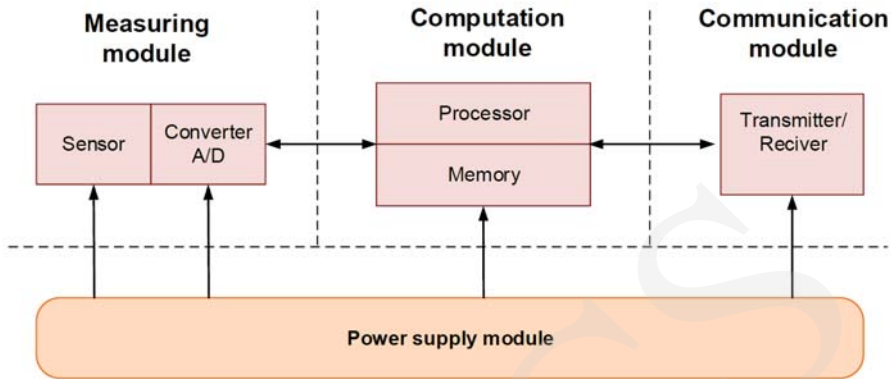 Measuring
module
Computation
module
Communication
module
Sensor
Converter
A/D
Processor
Memory
Transmitter/
Reciver
Power supply module